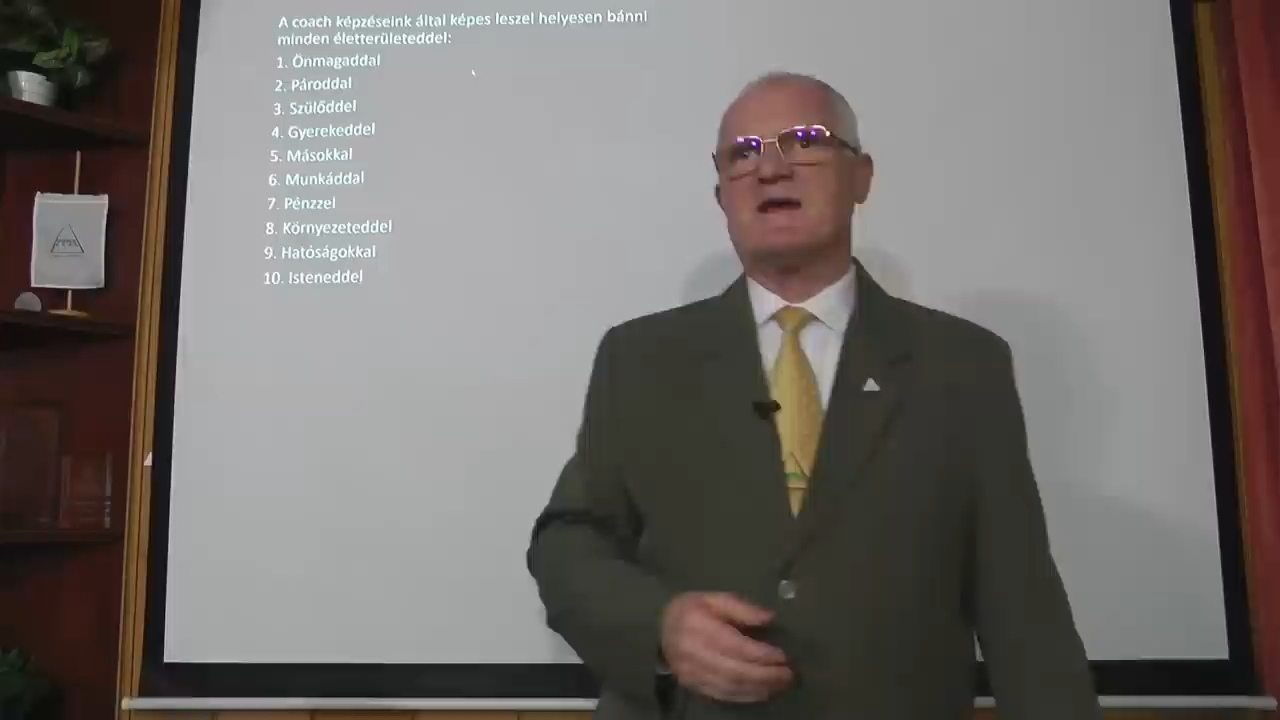 A coach képzéseink által képes leszel helyesen bánni
minden életterületeddel:
1. Önmagaddal
2. Pároddal
3. Szülőddel
4. Gyerekeddel
5. Másokkal
6. Munkáddal
7. Pénzzel
8. Környezeteddel
9. Hatóságokkal
10. Isteneddel